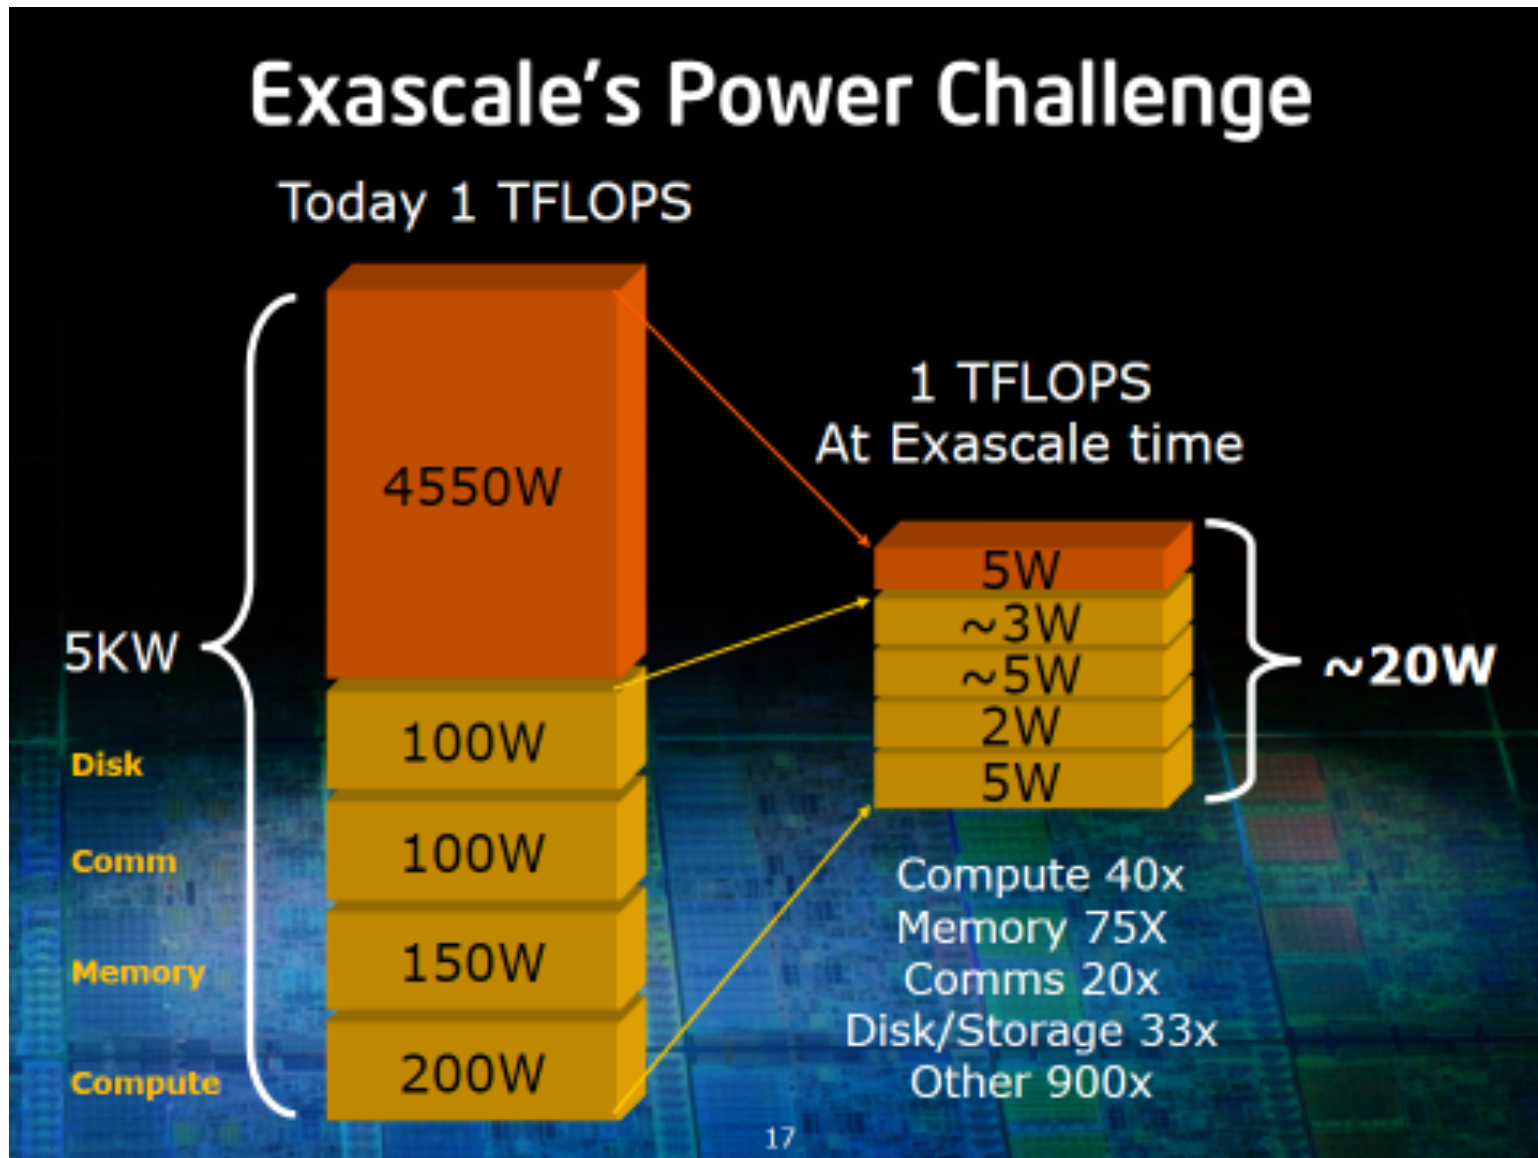 Exascale's Power Challenge
Today 1 TFLOPS
5KW
4550W
Disk
100W
Comm
100W
Memory
150W
Compute
200W
1 TFLOPS
At Exascale time
5W
~3W
~5W
2W
5W
~20W
Compute 40x
Memory 75X
Comms 20x
Disk/Storage 33x
Other 900x
17